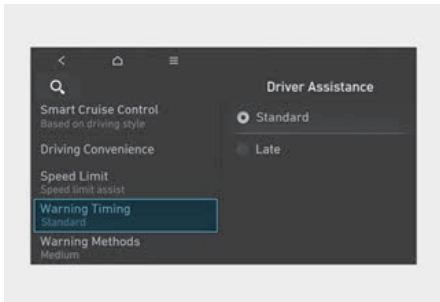 Driver Assistance
Smart Cruise Control
Based on driving style
Driving Convenience
Speed Limit
Speed limit assist
Warning Timing
Standard
Warning Methods
Medium
Standard
Late